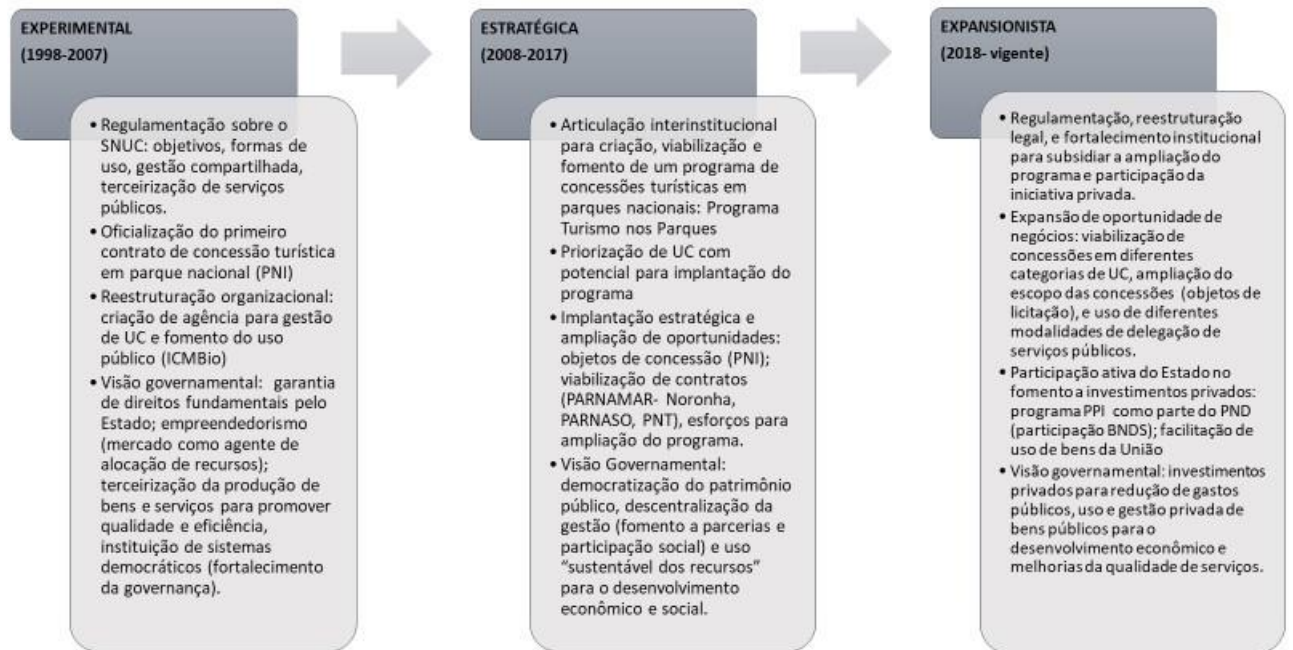 EXPERIMENTAL
(1998-2007)
• Regulamentação sobre o
SNUC: objetivos, formas de
uso, gestão compartilhada,
terceirização de serviços
públicos.
• Oficialização do primeiro
contrato de concessão turística
em parque nacional (PNI)
• Reestruturação organizacional:
criação de agência para gestão
de UC e fomento do uso
público (ICMBio)
• Visão governamental: garantia
de direitos fundamentais pelo
Estado; empreendedorismo
(mercado como agente de
alocação de recursos);
terceirização da produção de
bens e serviços para promover
qualidade e eficiência,
instituição de sistemas
democráticos (fortalecimento
da governança).
ESTRATÉGICA
(2008-2017)
• Articulação interinstitucional
para criação, viabilização e
fomento de um programa de
concessões turísticas em
parques nacionais: Programa
Turismo nos Parques
• Priorização de UC com
potencial para implantação do
programa
• Implantação estratégica e
ampliação de oportunidades:
objetos de concessão (PNI);
viabilização de contratos
(PARNAMAR- Noronha,
PARNASO, PNT), esforços para
ampliação do programa.
• Visão Governamental:
democratização do patrimônio
público, descentralização da
gestão (fomento a parcerias e
participação social) e uso
“sustentável dos recursos”
para o desenvolvimento
econômico e social.
EXPANSIONISTA
(2018- vigente)
• Regulamentação, reestruturação
legal, e fortalecimento institucional
para subsidiar a ampliação do
programa e participação da
iniciativa privada.
• Expansão de oportunidade de
negócios: viabilização de
concessões em diferentes
categorias de UC, ampliação do
escopo das concessões (objetos de
licitação), e uso de diferentes
modalidades de delegação de
serviços públicos.
• Participação ativa do Estado no
fomento a investimentos privados:
programa PPI como parte do PND
(participação BNDS); facilitação de
uso de bens da União
• Visão governamental: investimentos
privados para redução de gastos
públicos, uso e gestão privada de
bens públicos para o
desenvolvimento econômico e
melhorias da qualidade de serviços.